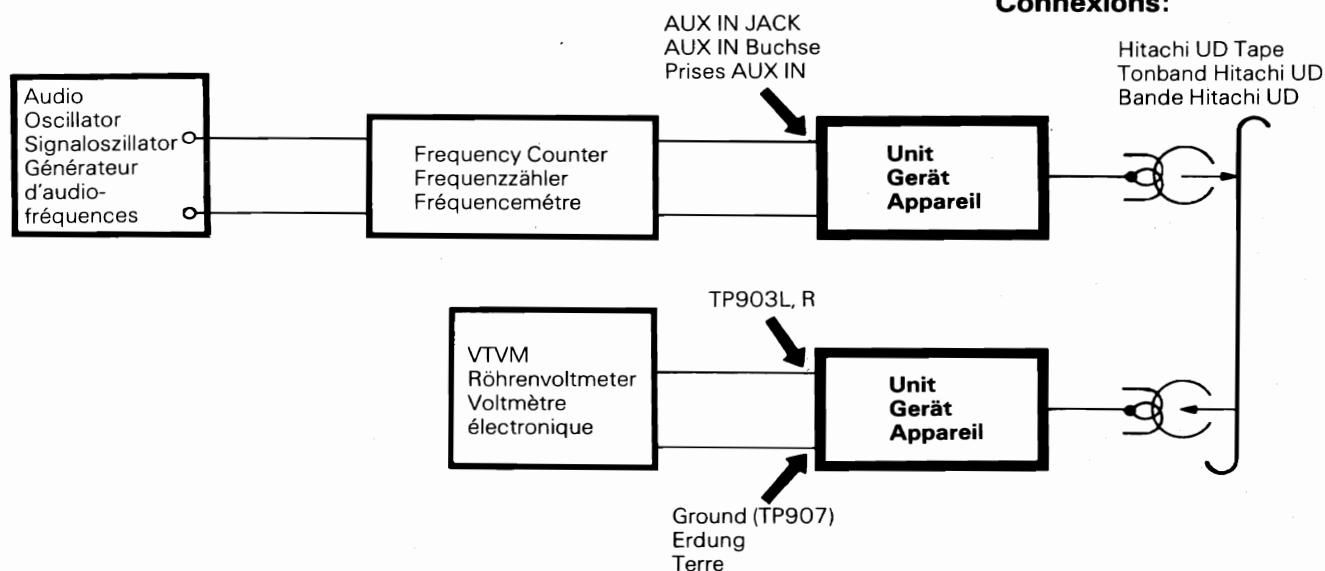 Connexions:
AUX IN JACK
AUX IN Buchse
Prises AUX IN
Hitachi UD Tape
Tonband Hitachi UD
Bande Hitachi UD
Audio
Oscillator
Signaloszillator
Générateur
d'audio-
fréquences
Frequency Counter
Frequenzzähler
Fréquencemétre
Unit
Gerät
Appareil
TP903L, R
VTVM
Röhrenvoltmeter
Voltmètre
électronique
Unit
Gerät
Appareil
Ground (TP907)
Erdung
Terre